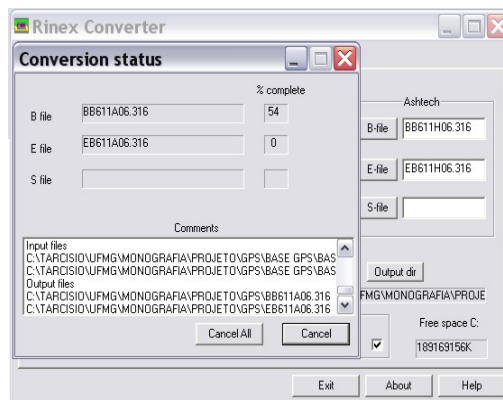 Rinex Converter
Conversion status
% complete
B file BB611A06.316 54
E file EB611A06.316 0
S file
Comments
Input files
C:\TARCISIO\UFMG\MONOGRAFIA\PROJETO\GPS\BASE GPS\BAS
C:\TARCISIO\UFMG\MONOGRAFIA\PROJETO\GPS\BASE GPS\BAS
Output files
C:\TARCISIO\UFMG\MONOGRAFIA\PROJETO\GPS\BB611A06.316
C:\TARCISIO\UFMG\MONOGRAFIA\PROJETO\GPS\EB611A06.316
Cancel All Cancel
Ashtech
B-file BB611H06.316
E-file EB611H06.316
S-file
Output dir
FMG\MONOGRAFIA\PROJE
Free space C:
189169156K
Exit About Help